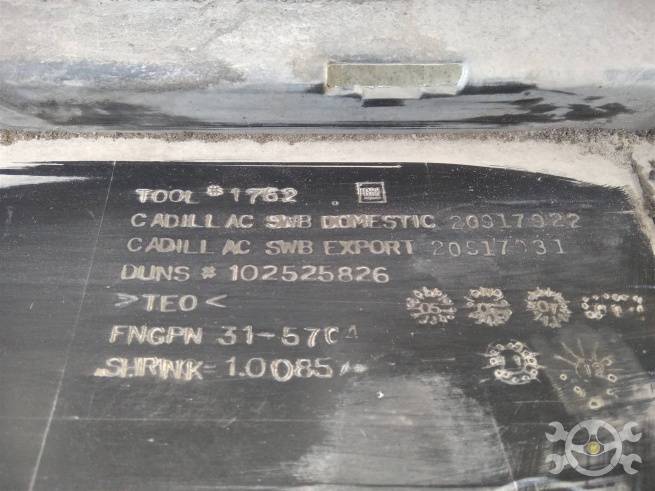 TOOL # 1762
GM
CADILLAC SWB DOMESTIC 20917922
CADILLAC SWB EXPORT 20917931
DUNS # 102525826
>TEO<
FNGPN 31-5704
SHRINK- 1.0085